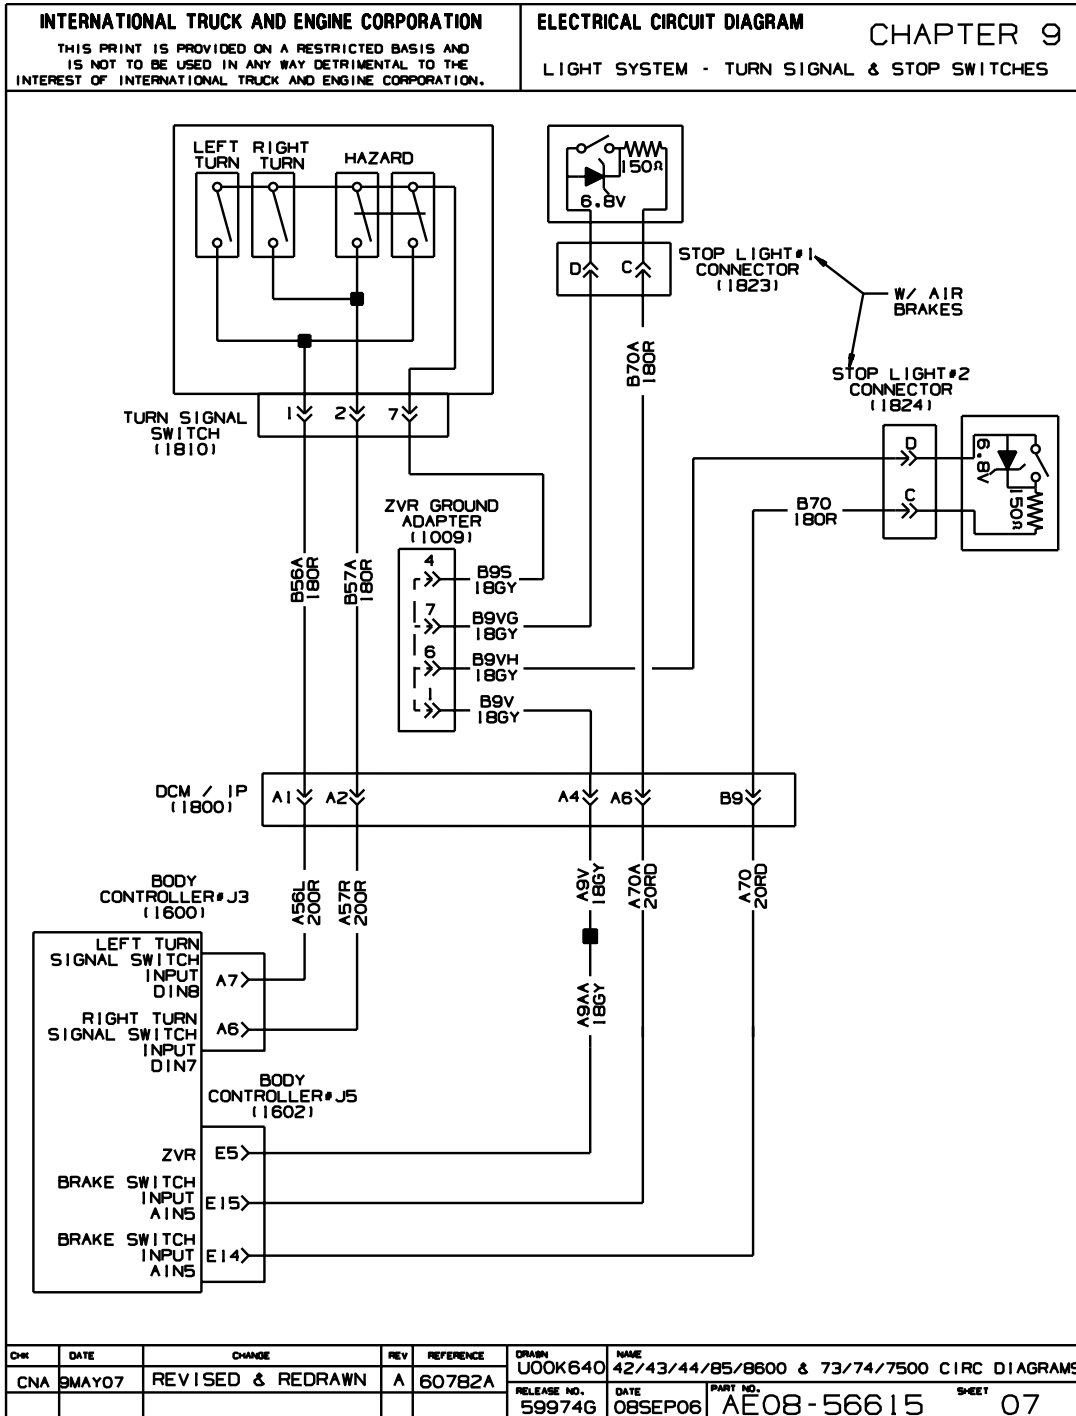 INTERNATIONAL TRUCK AND ENGINE CORPORATION
THIS PRINT IS PROVIDED ON A RESTRICTED BASIS AND
IS NOT TO BE USED IN ANY WAY DETRIMENTAL TO THE
INTEREST OF INTERNATIONAL TRUCK AND ENGINE CORPORATION.
ELECTRICAL CIRCUIT DIAGRAM
CHAPTER 9
LIGHT SYSTEM - TURN SIGNAL & STOP SWITCHES
LEFT
TURN
RIGHT
TURN
HAZARD
150Ω
6.8V
D
C
STOP LIGHT#1
CONNECTOR
(1823)
W/ AIR
BRAKES
B70A
180R
STOP LIGHT#2
CONNECTOR
(1824)
1
2
7
TURN SIGNAL
SWITCH
(1810)
D
C
6.8V
150Ω
B70
180R
ZVR GROUND
ADAPTER
(1009)
B56A
180R
B57A
180R
4
B9S
18GY
7
B9VG
18GY
6
B9VH
18GY
1
B9V
18GY
DCM / IP
(1800)
A1
A2
A4
A6
B9
A56L
200R
A57R
200R
A9V
18GY
A70A
20RD
A70
20RD
BODY
CONTROLLER#J3
(1600)
LEFT TURN
SIGNAL SWITCH
INPUT
DIN8
A7
RIGHT TURN
SIGNAL SWITCH
INPUT
DIN7
A6
A9AA
18GY
BODY
CONTROLLER#J5
(1602)
ZVR
E5
BRAKE SWITCH
INPUT
AIN5
E15
BRAKE SWITCH
INPUT
AIN5
E14
CHK
DATE
CHANGE
REV
REFERENCE
CNA
9MAY07
REVISED & REDRAWN
A
60782A
DRAWN
U00K640
NAME
42/43/44/85/8600 & 73/74/7500 CIRC DIAGRAMS
RELEASE NO.
59974G
DATE
08SEP06
PART NO.
AE08-56615
SHEET
07